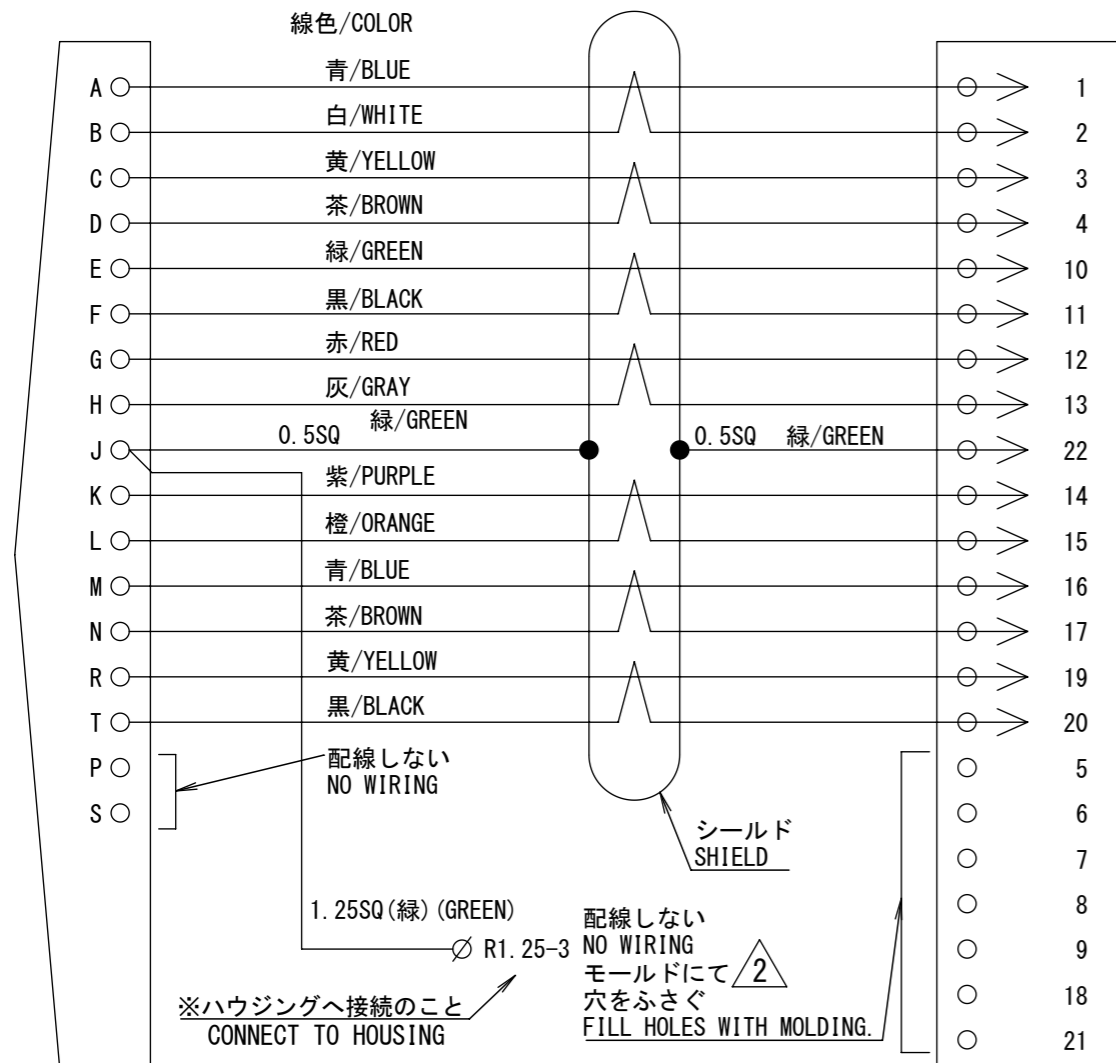 線色/COLOR
A 青/BLUE 1
B 白/WHITE 2
C 黄/YELLOW 3
D 茶/BROWN 4
E 緑/GREEN 10
F 黒/BLACK 11
G 赤/RED 12
H 灰/GRAY 13
J 0.5SQ 緑/GREEN 0.5SQ 緑/GREEN 22
K 紫/PURPLE 14
L 橙/ORANGE 15
M 青/BLUE 16
N 茶/BROWN 17
R 黄/YELLOW 19
T 黒/BLACK 20
P 5
S 6
配線しない
NO WIRING
シールド
SHIELD
7
8
9
18
21
1.25SQ(緑)(GREEN)
R1.25-3
※ハウジングへ接続のこと
CONNECT TO HOUSING
配線しない
NO WIRING
モールドにて 2
穴をふさぐ
FILL HOLES WITH MOLDING.